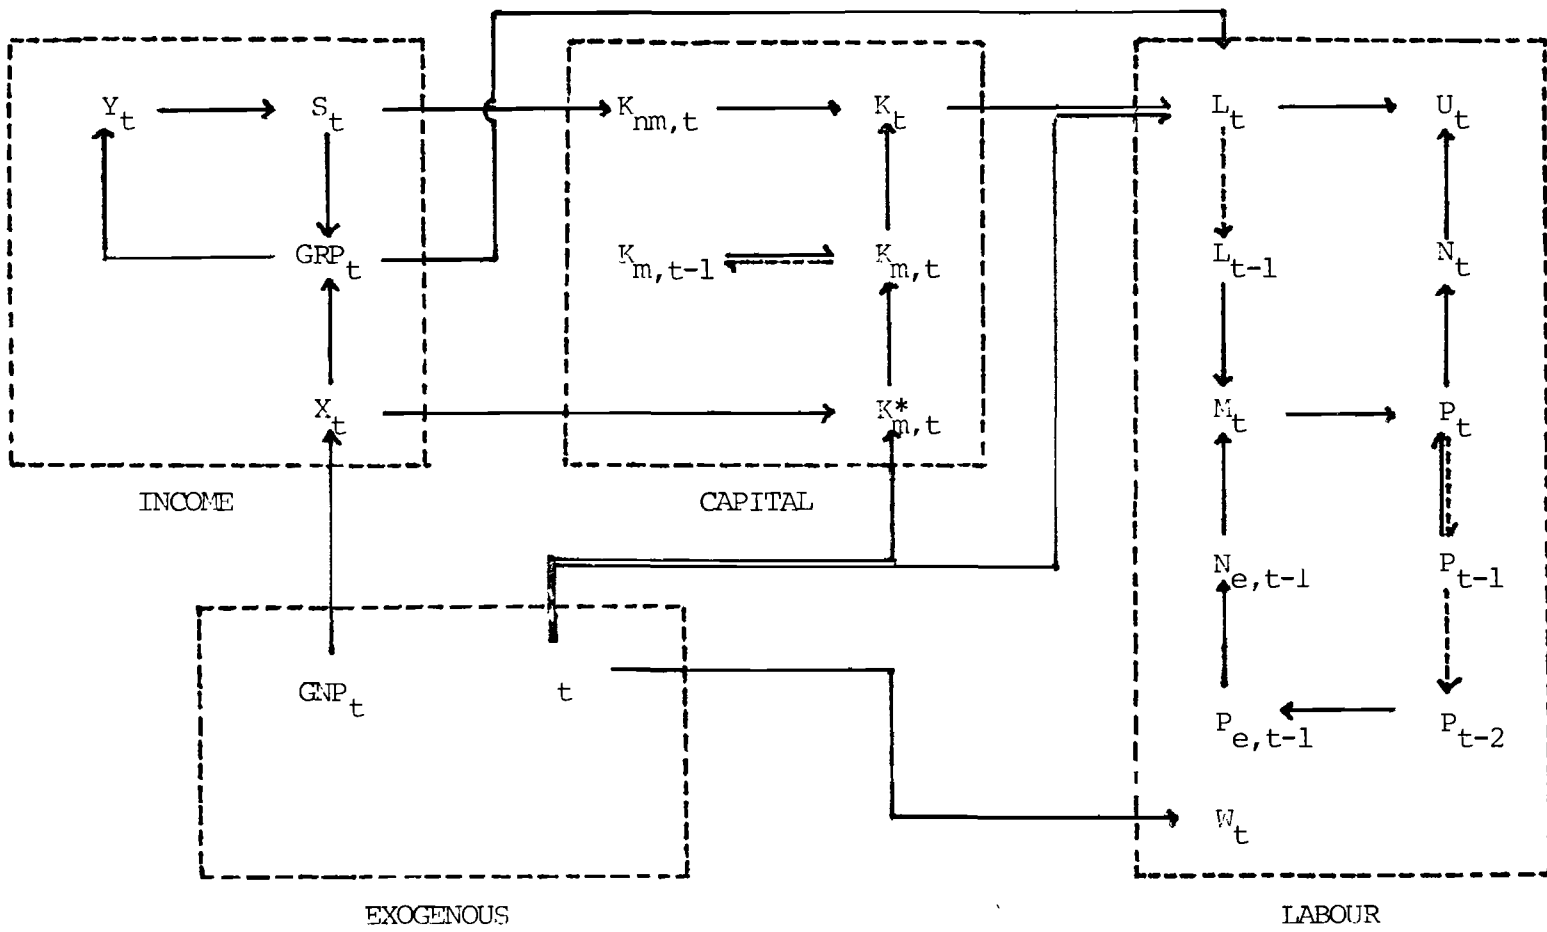 Y_t S_t K_nm,t K_t L_t U_t
GRP_t K_m,t-1 K_m,t L_t-1 N_t
X_t K*_m,t M_t P_t
INCOME CAPITAL
N_e,t-1 P_t-1
GNP_t t P_e,t-1 P_t-2
W_t
EXOGENOUS LABOUR